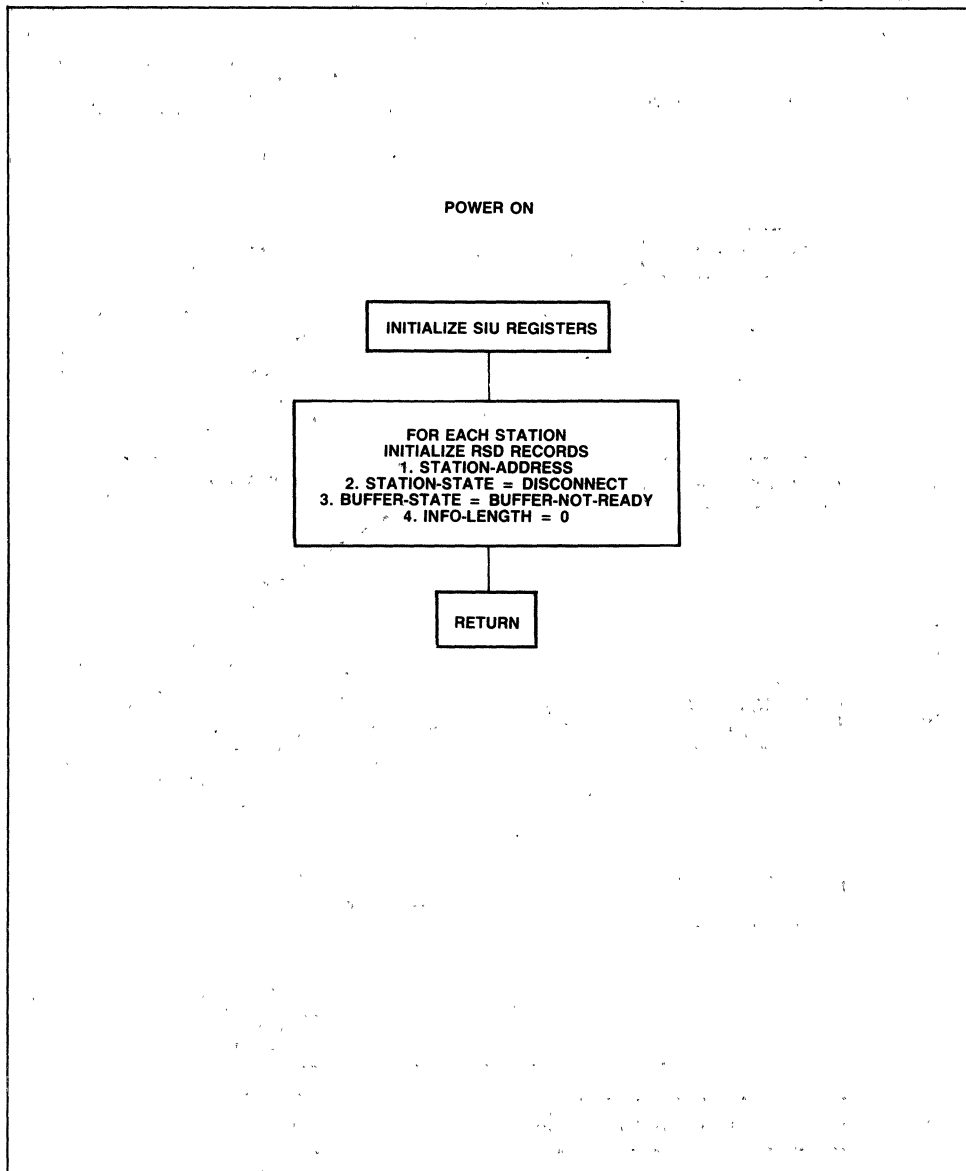 POWER ON
INITIALIZE SIU REGISTERS
FOR EACH STATION
INITIALIZE RSD RECORDS
1. STATION-ADDRESS
2. STATION-STATE = DISCONNECT
3. BUFFER-STATE = BUFFER-NOT-READY
4. INFO-LENGTH = 0
RETURN